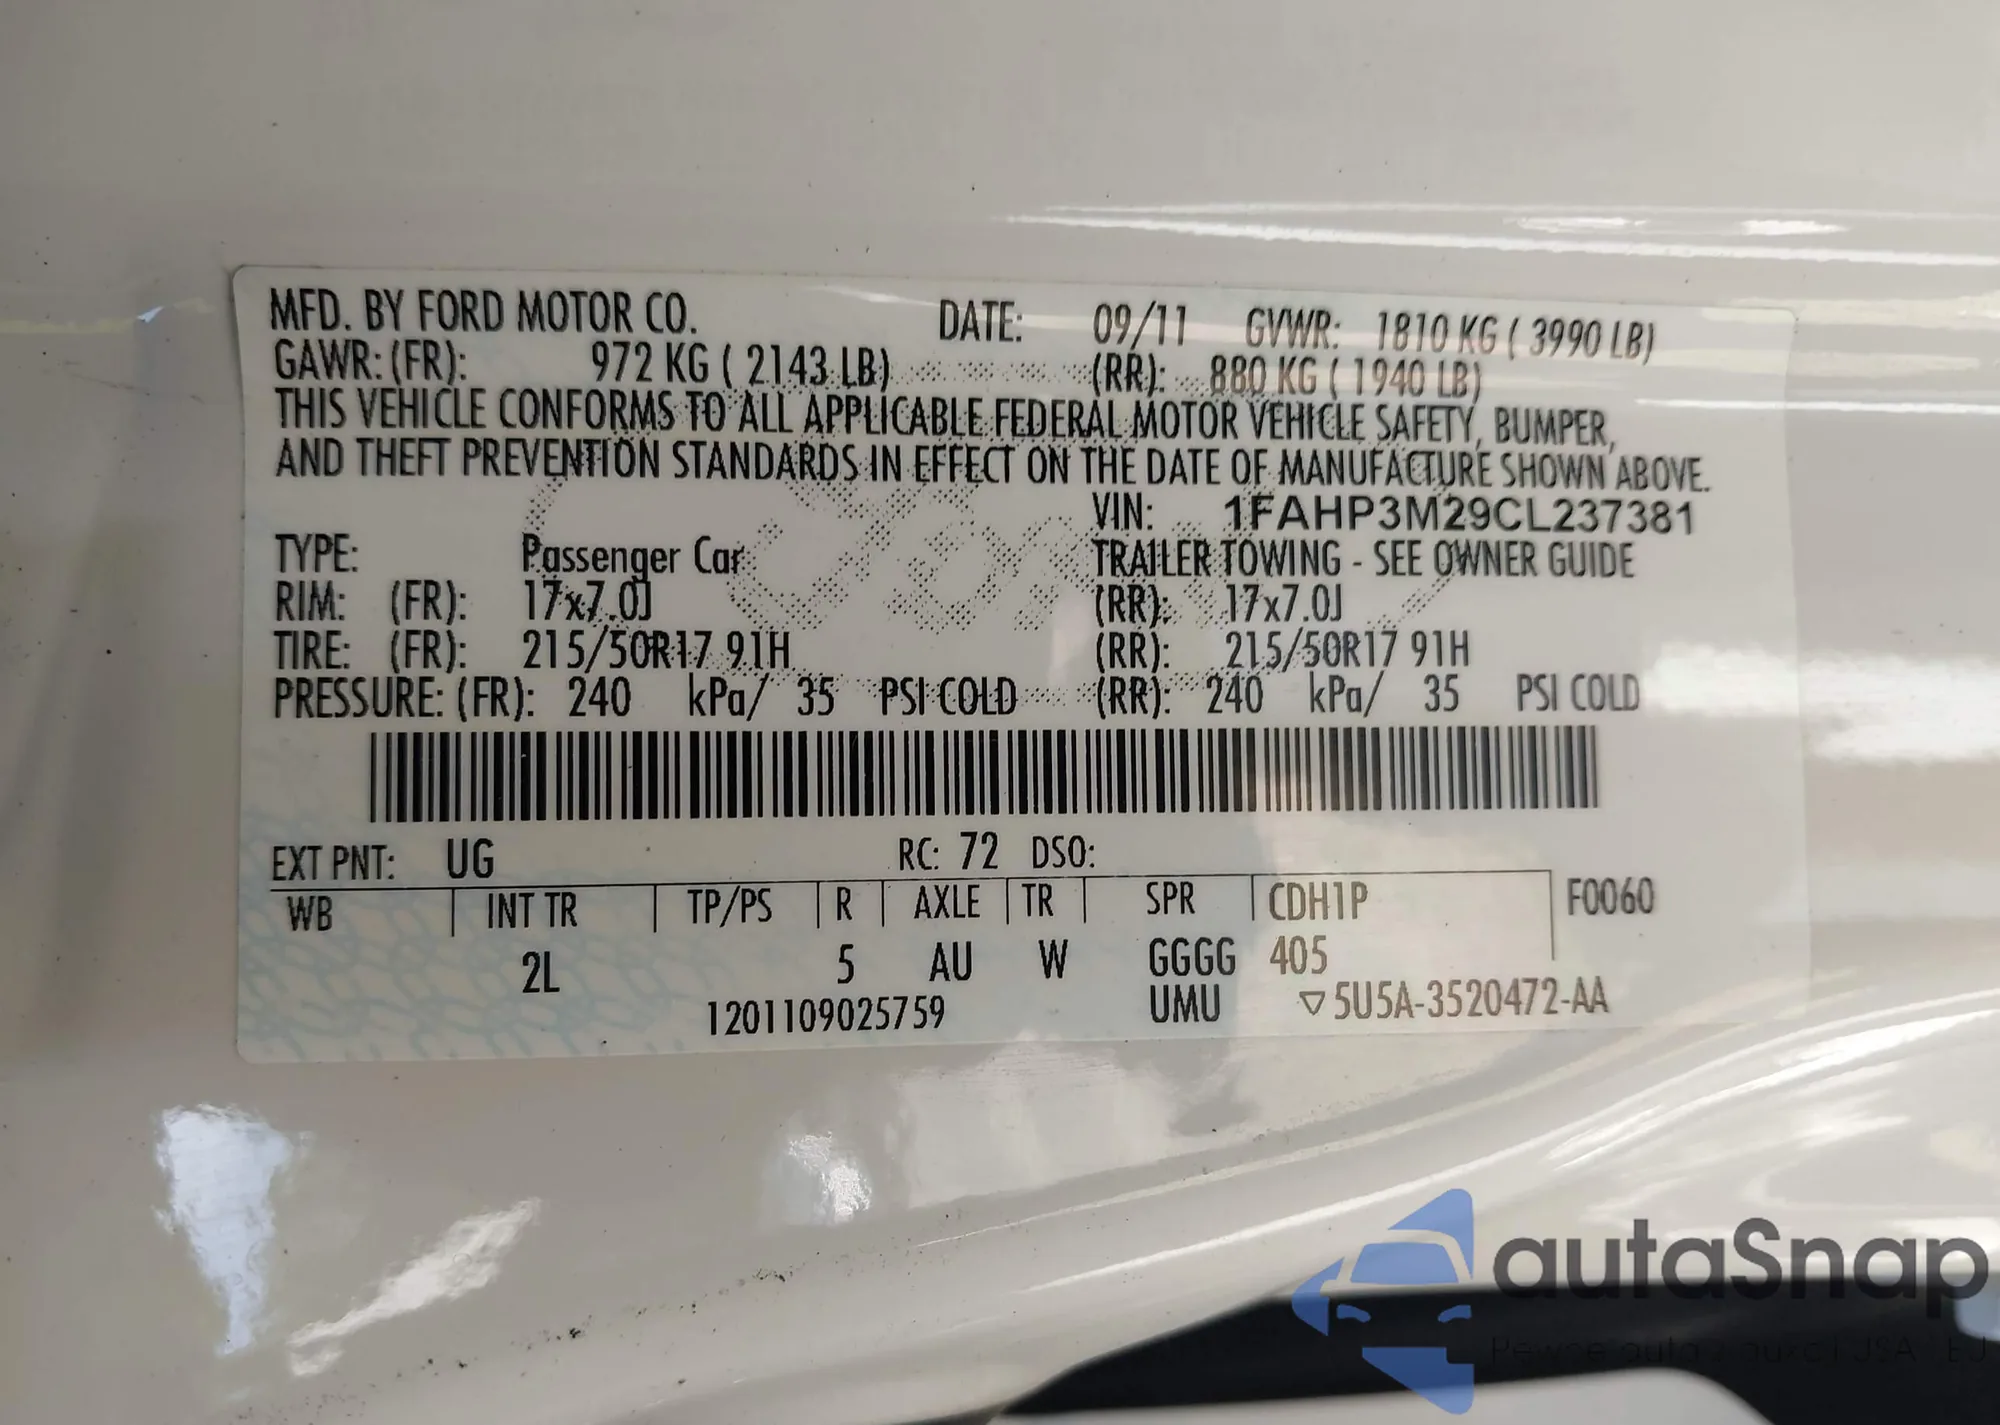 MFD. BY FORD MOTOR CO. DATE: 09/11 GVWR: 1810 KG ( 3990 LB)
GAWR: (FR): 972 KG ( 2143 LB) (RR): 880 KG ( 1940 LB)
THIS VEHICLE CONFORMS TO ALL APPLICABLE FEDERAL MOTOR VEHICLE SAFETY, BUMPER,
AND THEFT PREVENTION STANDARDS IN EFFECT ON THE DATE OF MANUFACTURE SHOWN ABOVE.
VIN: 1FAHP3M29CL237381
TYPE: Passenger Car TRAILER TOWING - SEE OWNER GUIDE
RIM: (FR): 17x7.0J (RR): 17x7.0J
TIRE: (FR): 215/50R17 91H (RR): 215/50R17 91H
PRESSURE: (FR): 240 kPa/ 35 PSI COLD (RR): 240 kPa/ 35 PSI COLD
EXT PNT: UG RC: 72 DSO:
WB INT TR TP/PS R AXLE TR SPR CDH1P F0060
2L 5 AU W GGGG 405
1201109025759 UMU ▽5U5A-3520472-AA
autaSnap